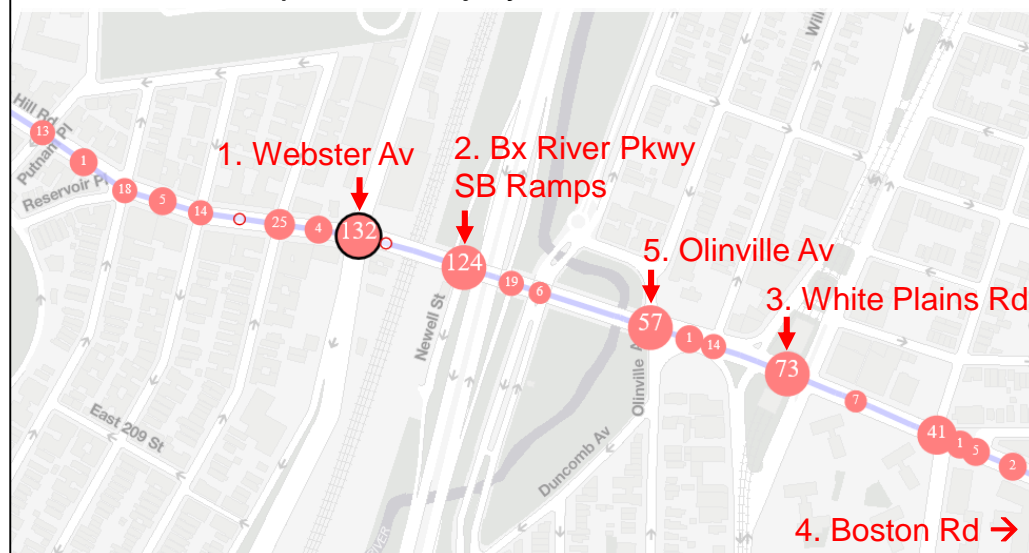 Hill Rd
Putnam Pl
Reservoir Pl
13
1
18
5
14
25
4
1. Webster Av
132
2. Bx River Pkwy
SB Ramps
124
19
6
Newell St
5. Olinville Av
57
1
14
Olinville A
3. White Plains Rd
73
7
41
1
5
2
East 209 St
Duncomb Av
4. Boston Rd →